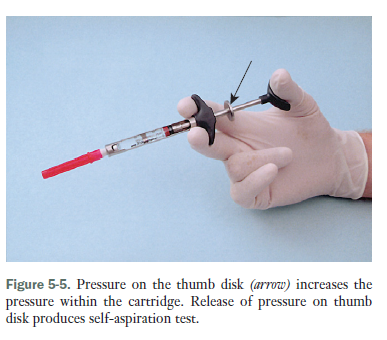 Figure 5-5. Pressure on the thumb disk (arrow) increases the
pressure within the cartridge. Release of pressure on thumb
disk produces self-aspiration test.